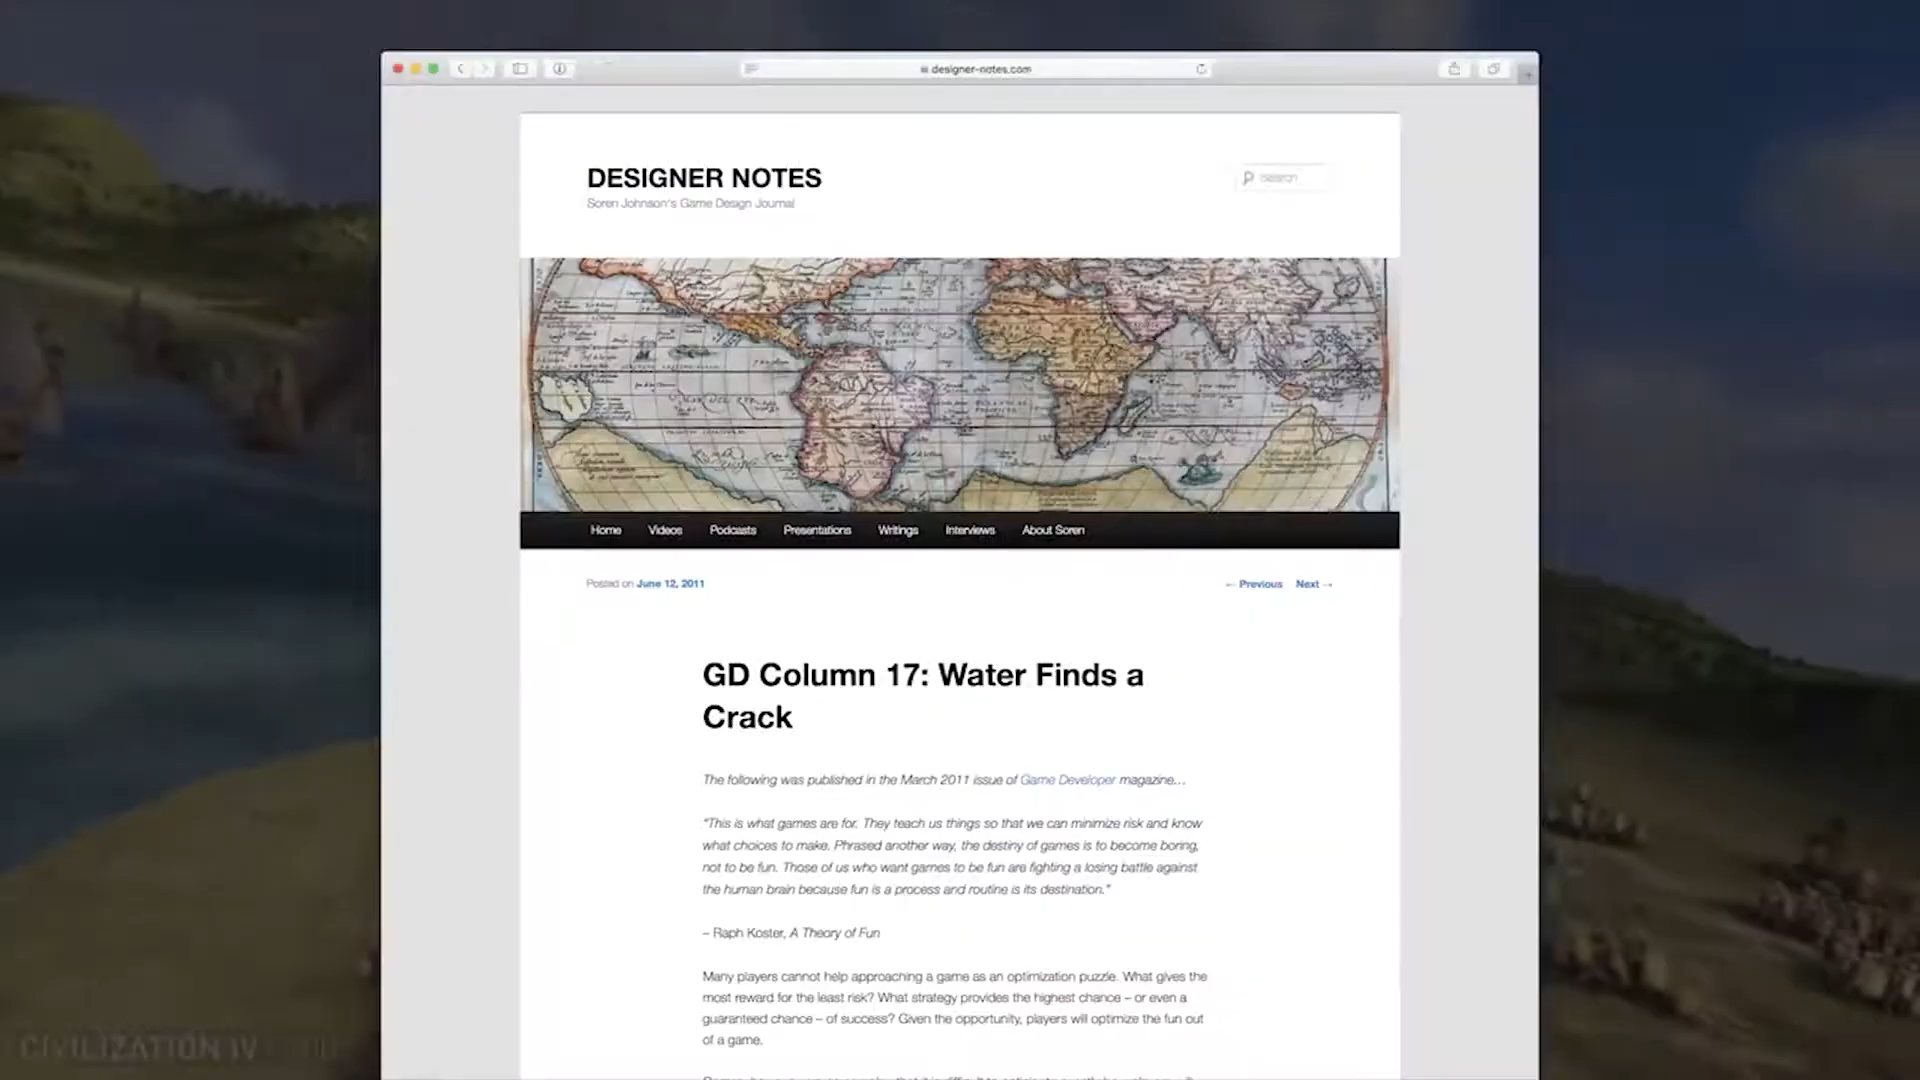 designer-notes.com
DESIGNER NOTES
Search
Soren Johnson's Game Design Journal
Home Videos Podcasts Presentations Writings Interviews About Soren
Posted on June 12, 2011
← Previous Next →
GD Column 17: Water Finds a
Crack
The following was published in the March 2011 issue of Game Developer magazine…
"This is what games are for. They teach us things so that we can minimize risk and know
what choices to make. Phrased another way, the destiny of games is to become boring,
not to be fun. Those of us who want games to be fun are fighting a losing battle against
the human brain because fun is a process and routine is its destination."
– Raph Koster, A Theory of Fun
Many players cannot help approaching a game as an optimization puzzle. What gives the
most reward for the least risk? What strategy provides the highest chance – or even a
guaranteed chance – of success? Given the opportunity, players will optimize the fun out
of a game.
CIVILIZATION IV